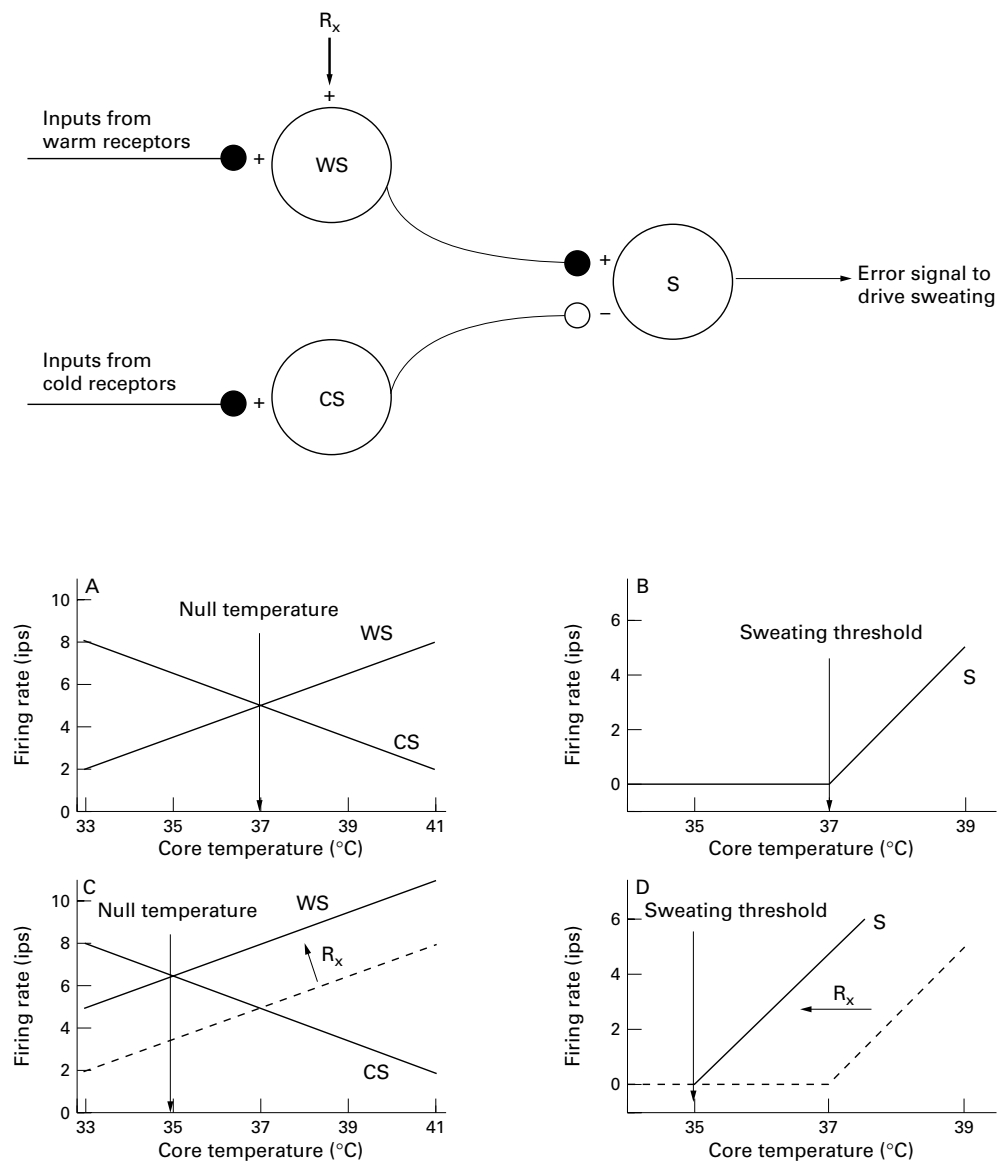 Rx
+
Inputs from
warm receptors
+
WS
+
S
Error signal to
drive sweating
−
Inputs from
cold receptors
+
CS
A
10
8
6
4
2
0
Firing rate (ips)
Null temperature
WS
CS
33
35
37
39
41
Core temperature (°C)
B
6
4
2
0
Firing rate (ips)
Sweating threshold
S
35
37
39
Core temperature (°C)
C
10
8
6
4
2
0
Firing rate (ips)
Null temperature
WS
Rx
CS
33
35
37
39
41
Core temperature (°C)
D
6
4
2
0
Firing rate (ips)
Sweating threshold
S
Rx
35
37
39
Core temperature (°C)